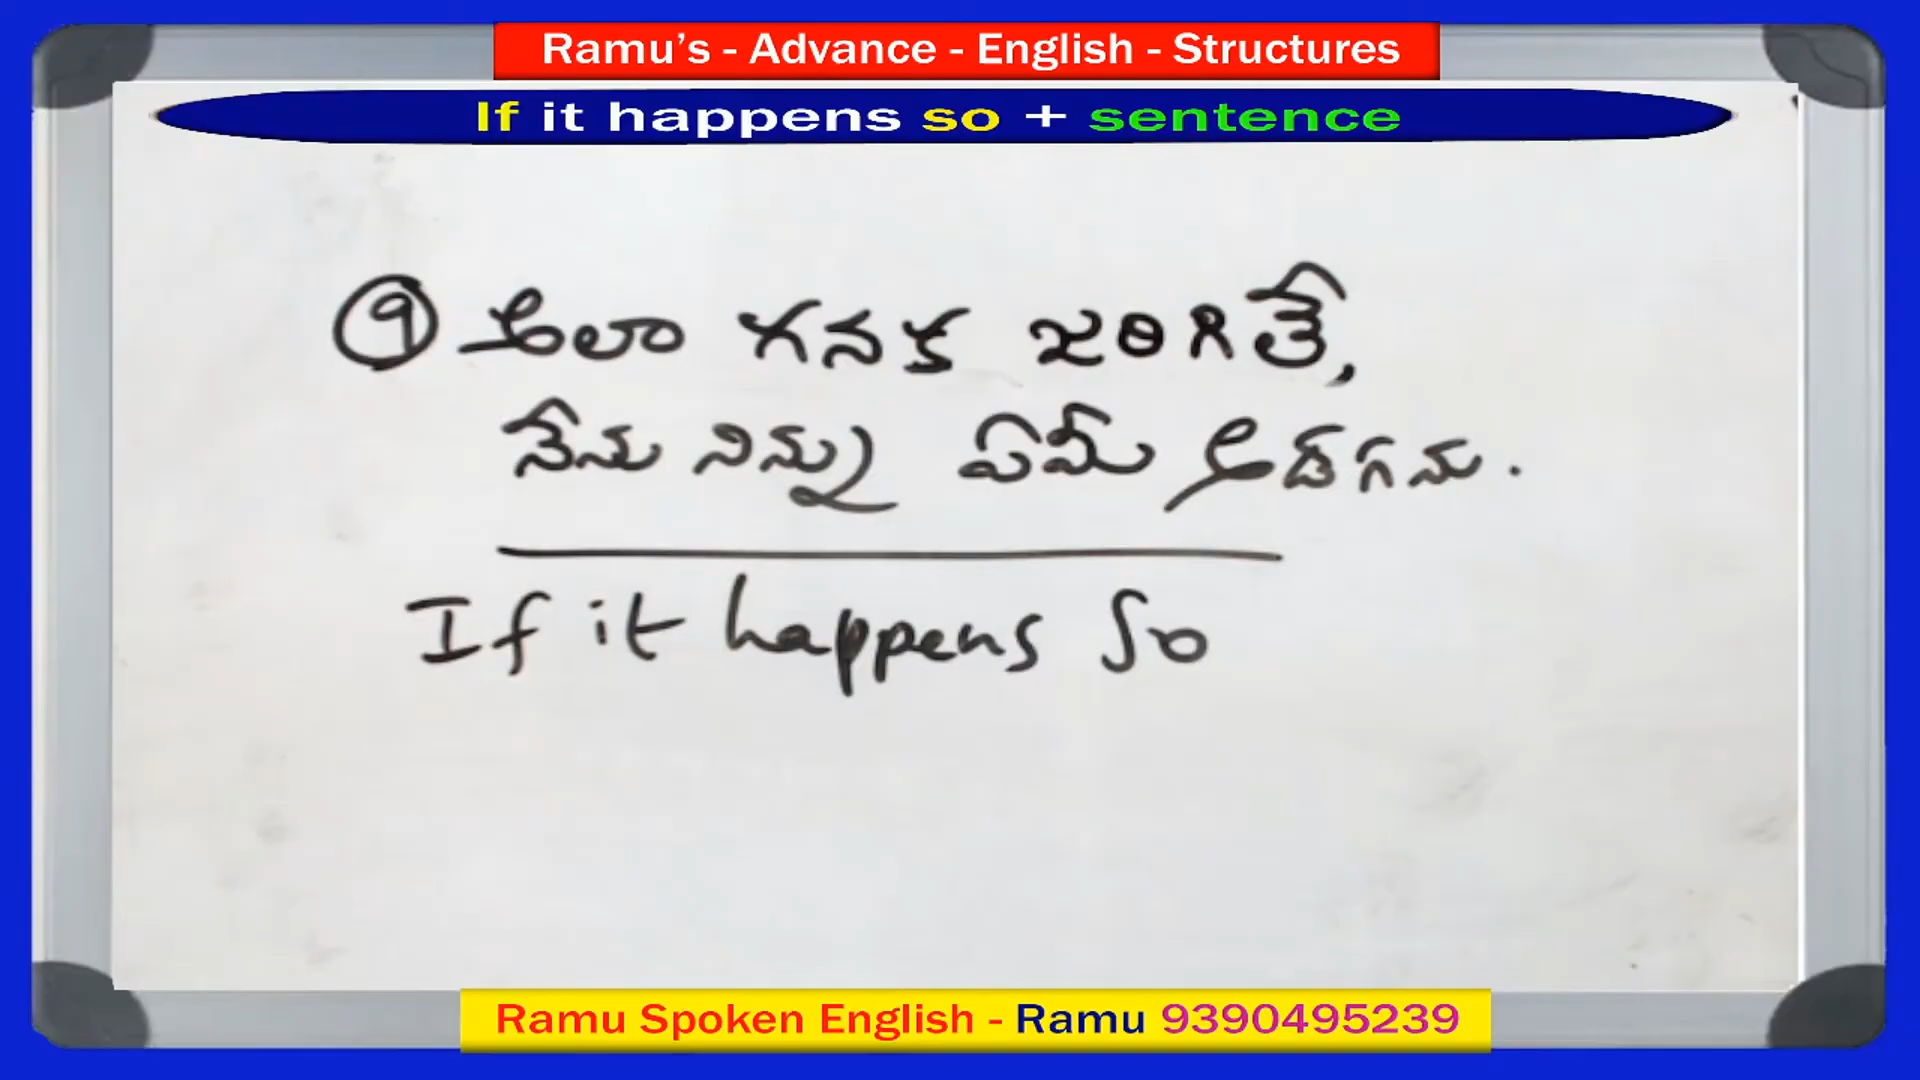 Ramu's - Advance - English - Structures
If it happens so + sentence
9 అలా గనక జరిగితే,
నేను నిన్ను ఏమీ అడగను.
If it happens so
Ramu Spoken English - Ramu 9390495239